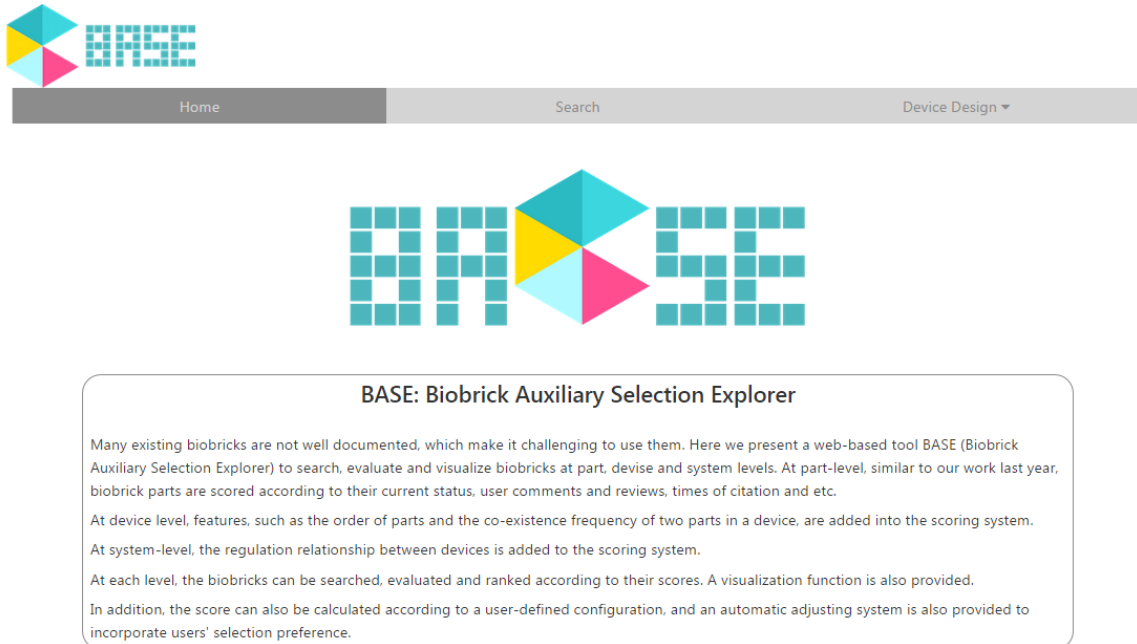 BASE
Home Search Device Design
BASE
BASE: Biobrick Auxiliary Selection Explorer
Many existing biobricks are not well documented, which make it challenging to use them. Here we present a web-based tool BASE (Biobrick
Auxiliary Selection Explorer) to search, evaluate and visualize biobricks at part, devise and system levels. At part-level, similar to our work last year,
biobrick parts are scored according to their current status, user comments and reviews, times of citation and etc.
At device level, features, such as the order of parts and the co-existence frequency of two parts in a device, are added into the scoring system.
At system-level, the regulation relationship between devices is added to the scoring system.
At each level, the biobricks can be searched, evaluated and ranked according to their scores. A visualization function is also provided.
In addition, the score can also be calculated according to a user-defined configuration, and an automatic adjusting system is also provided to
incorporate users' selection preference.